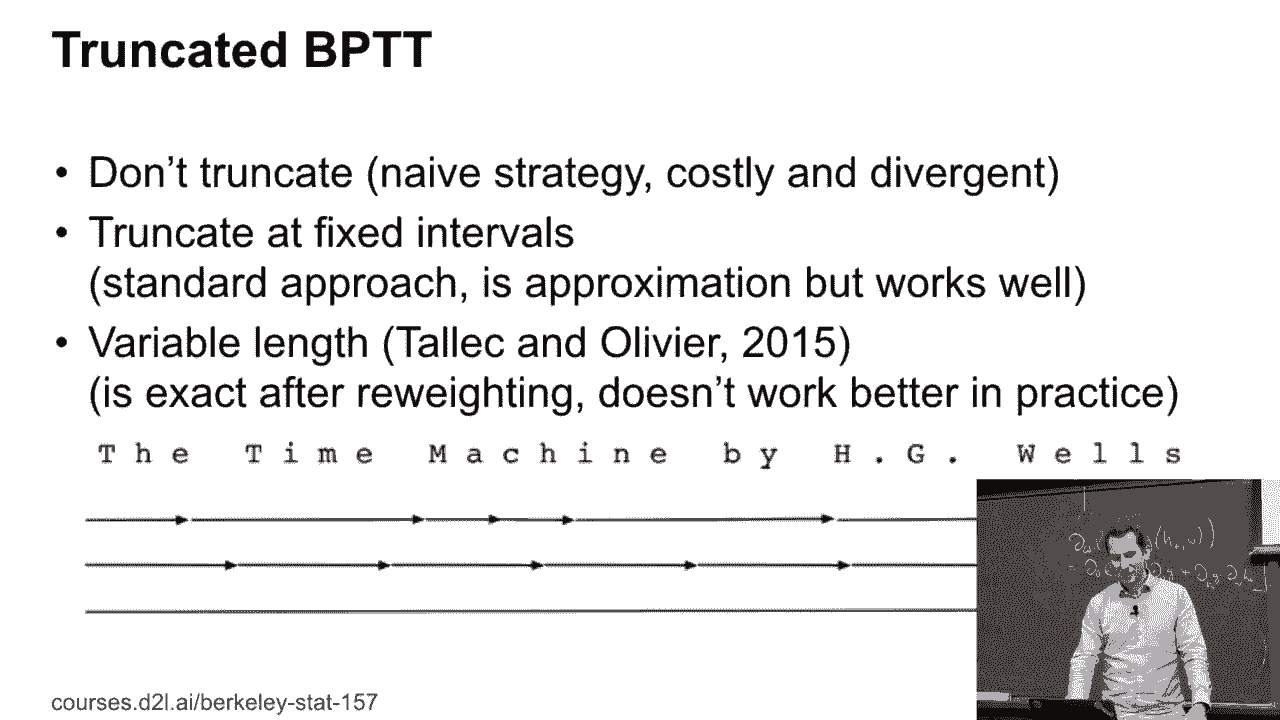 Truncated BPTT
• Don't truncate (naive strategy, costly and divergent)
• Truncate at fixed intervals
(standard approach, is approximation but works well)
• Variable length (Tallec and Olivier, 2015)
(is exact after reweighting, doesn't work better in practice)
The Time Machine by H.G. Wells
courses.d2l.ai/berkeley-stat-157